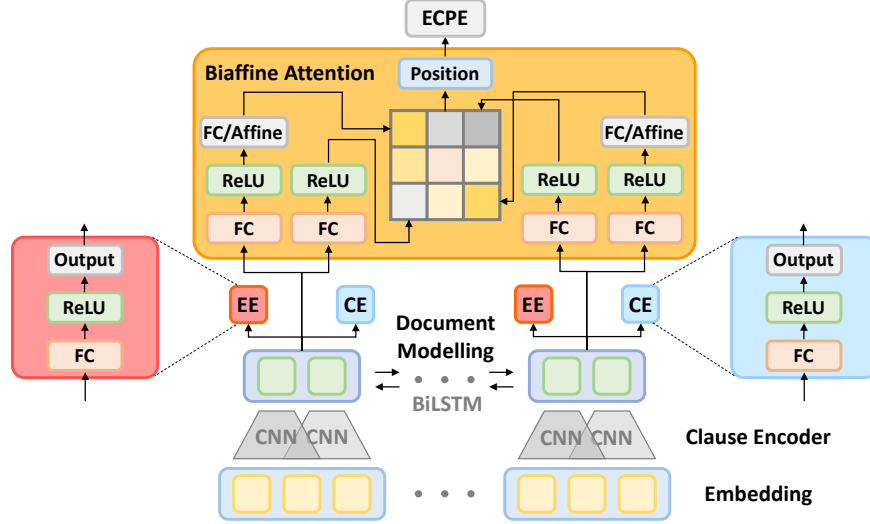 ECPE
Biaffine Attention
Position
FC/Affine
FC/Affine
ReLU
ReLU
ReLU
ReLU
FC
FC
FC
FC
Output
Output
ReLU
ReLU
FC
FC
EE
CE
EE
CE
Document
Modelling
BiLSTM
CNN
CNN
CNN
CNN
Clause Encoder
Embedding